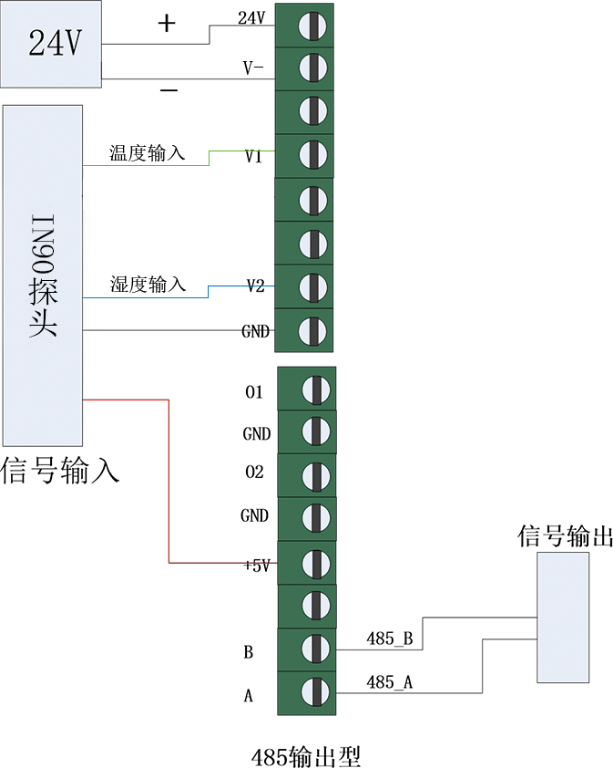 24V
+
24V
V-
−
温度输入
V1
IN90探头
湿度输入
V2
GND
O1
GND
信号输入
O2
GND
信号输出
+5V
485_B
B
485_A
A
485输出型